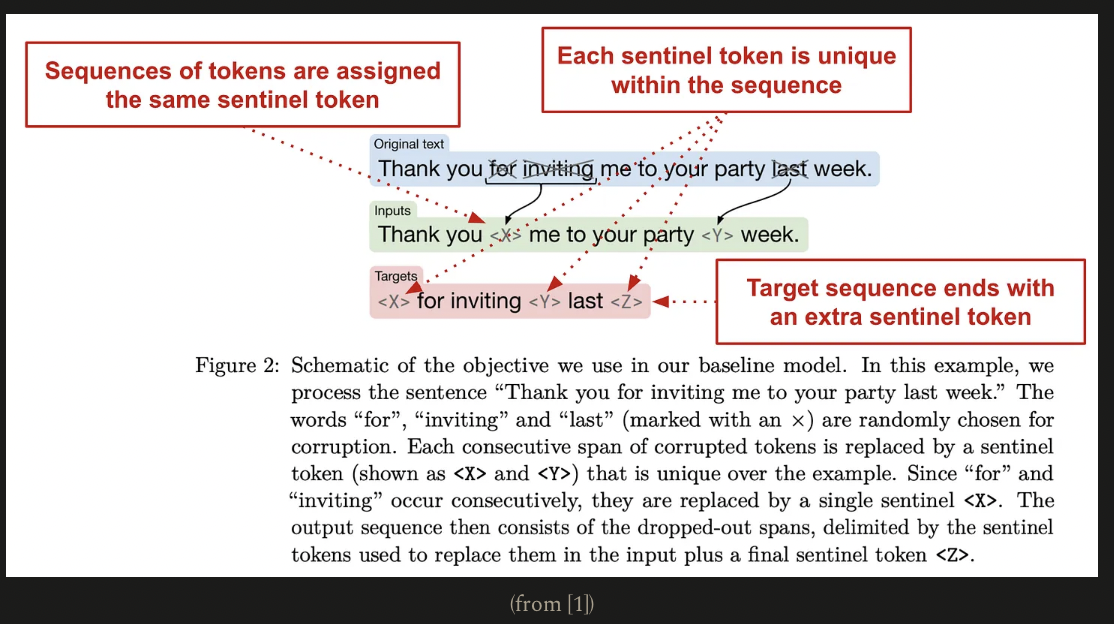 Sequences of tokens are assigned
the same sentinel token
Each sentinel token is unique
within the sequence
Original text
Thank you for inviting me to your party last week.
Inputs
Thank you <X> me to your party <Y> week.
Targets
<X> for inviting <Y> last <Z>
Target sequence ends with
an extra sentinel token
Figure 2: Schematic of the objective we use in our baseline model. In this example, we
process the sentence “Thank you for inviting me to your party last week.” The
words “for”, “inviting” and “last” (marked with an ×) are randomly chosen for
corruption. Each consecutive span of corrupted tokens is replaced by a sentinel
token (shown as <X> and <Y>) that is unique over the example. Since “for” and
“inviting” occur consecutively, they are replaced by a single sentinel <X>. The
output sequence then consists of the dropped-out spans, delimited by the sentinel
tokens used to replace them in the input plus a final sentinel token <Z>.
(from [1])